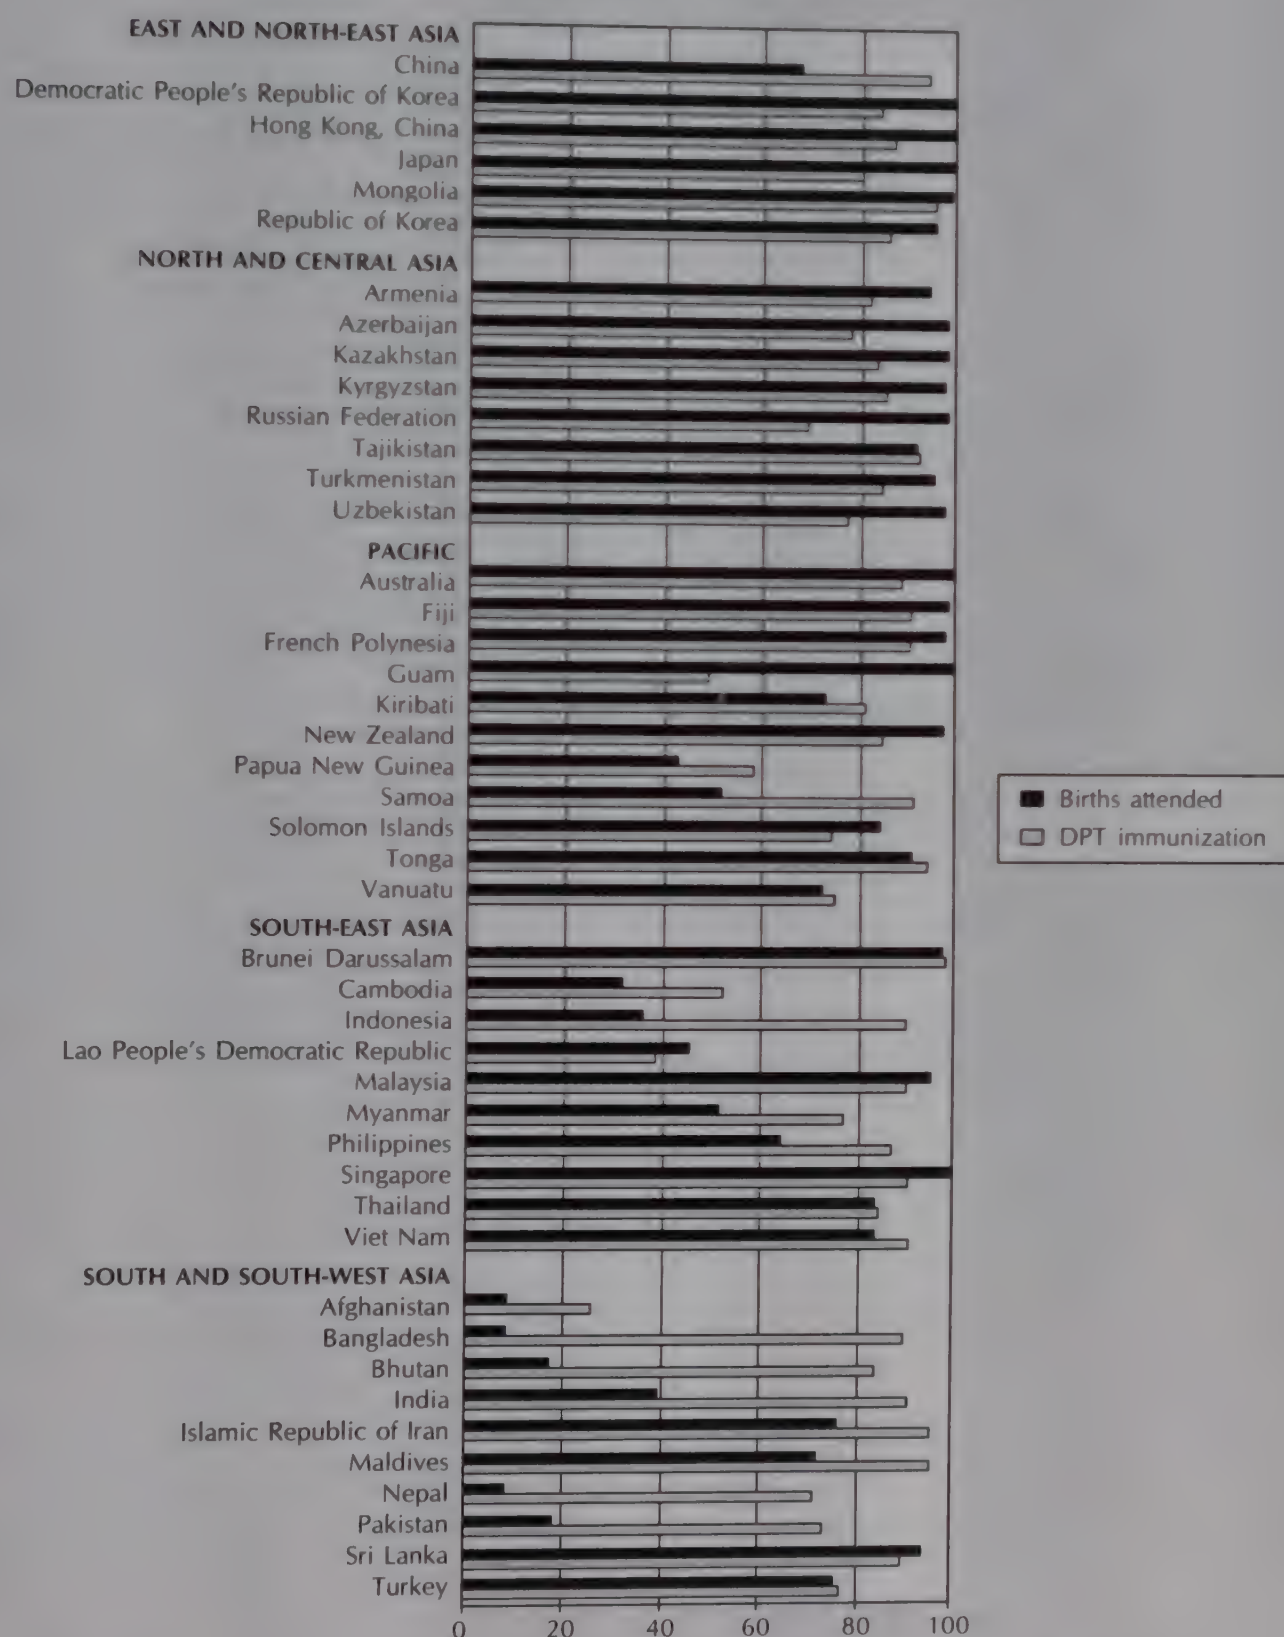 EAST AND NORTH-EAST ASIA
China
Democratic People's Republic of Korea
Hong Kong, China
Japan
Mongolia
Republic of Korea
NORTH AND CENTRAL ASIA
Armenia
Azerbaijan
Kazakhstan
Kyrgyzstan
Russian Federation
Tajikistan
Turkmenistan
Uzbekistan
PACIFIC
Australia
Fiji
French Polynesia
Guam
Kiribati
New Zealand
Papua New Guinea
Samoa
Solomon Islands
Tonga
Vanuatu
SOUTH-EAST ASIA
Brunei Darussalam
Cambodia
Indonesia
Lao People's Democratic Republic
Malaysia
Myanmar
Philippines
Singapore
Thailand
Viet Nam
SOUTH AND SOUTH-WEST ASIA
Afghanistan
Bangladesh
Bhutan
India
Islamic Republic of Iran
Maldives
Nepal
Pakistan
Sri Lanka
Turkey
0 20 40 60 80 100
Births attended
DPT immunization